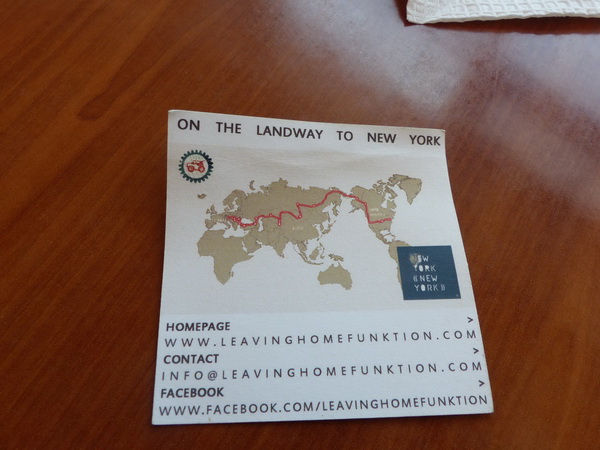 ON THE LANDWAY TO NEW YORK
YORK
«NEW
YORK»
HOMEPAGE >
WWW.LEAVINGHOMEFUNKTION.COM
CONTACT >
INFO@LEAVINGHOMEFUNKTION.COM
FACEBOOK >
WWW.FACEBOOK.COM/LEAVINGHOMEFUNKTION